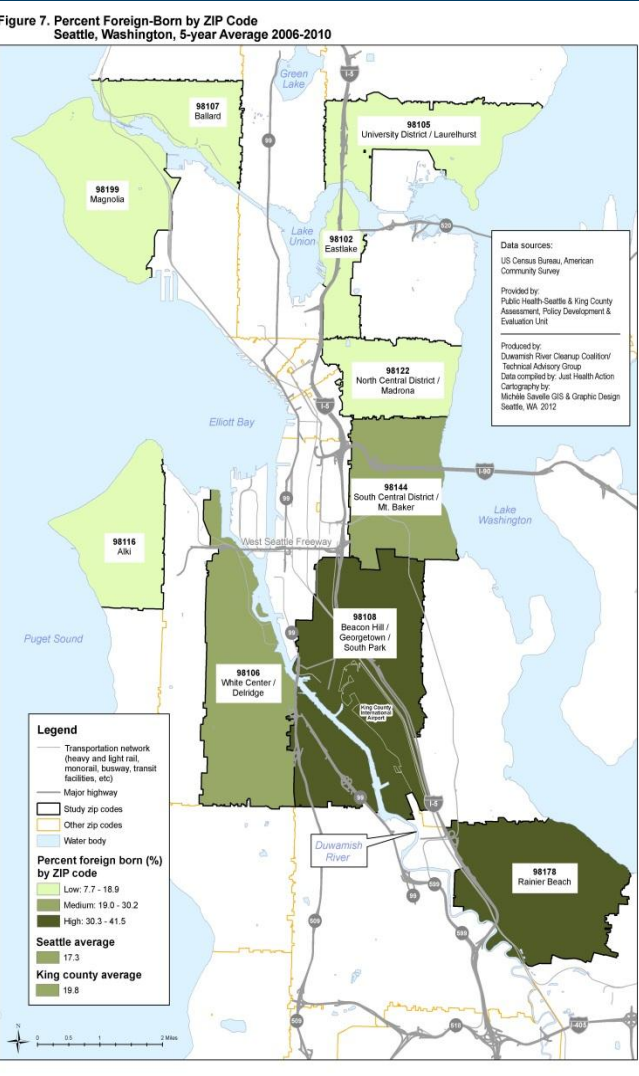 Figure 7. Percent Foreign-Born by ZIP Code
Seattle, Washington, 5-year Average 2006-2010
Green
Lake
I-5
98107
Ballard
98105
University District / Laurelhurst
99
98199
Magnolia
Lake
Union
98102
Eastlake
520
Data sources:
US Census Bureau, American
Community Survey
Provided by:
Public Health-Seattle & King County
Assessment, Policy Development &
Evaluation Unit
Produced by:
Duwamish River Cleanup Coalition/
Technical Advisory Group
Data compiled by: Just Health Action
Cartography by:
Michèle Savelle GIS & Graphic Design
Seattle, WA 2012
98122
North Central District /
Madrona
I-5
Elliott Bay
I-90
98144
South Central District /
Mt. Baker
99
Lake
Washington
98116
Alki
West Seattle Freeway
Puget Sound
98108
Beacon Hill /
Georgetown /
South Park
99
98106
White Center /
Delridge
King County
International
Airport
99
I-5
Duwamish
River
98178
Rainier Beach
599
99
509
599
509
518
I-405
Legend
Transportation network
(heavy and light rail,
monorail, busway, transit
facilities, etc)
Major highway
Study zip codes
Other zip codes
Water body
Percent foreign born (%)
by ZIP code
Low: 7.7 - 18.9
Medium: 19.0 - 30.2
High: 30.3 - 41.5
Seattle average
17.3
King county average
19.8
N
0 0.5 1 2 Miles